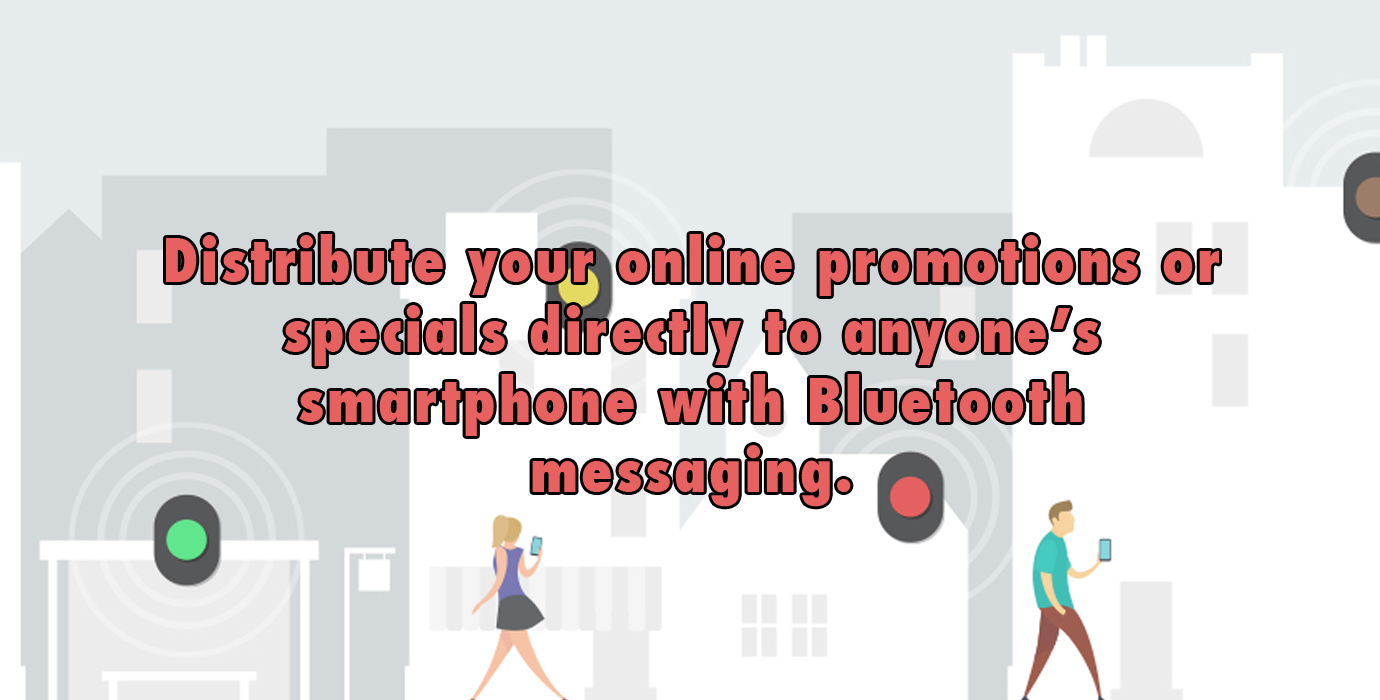 Distribute your online promotions or
specials directly to anyone’s
smartphone with Bluetooth
messaging.